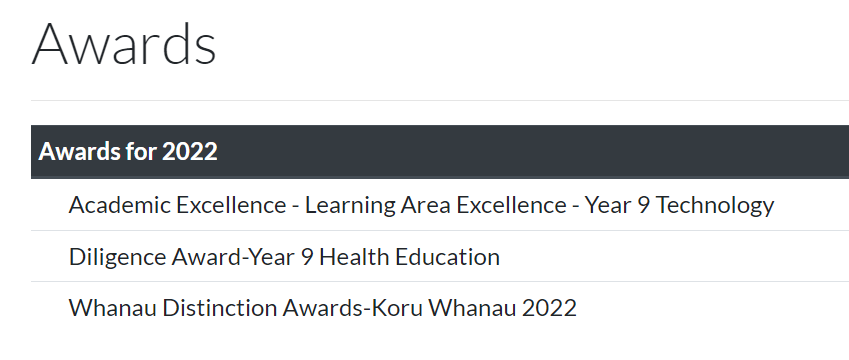 Awards
Awards for 2022
Academic Excellence - Learning Area Excellence - Year 9 Technology
Diligence Award-Year 9 Health Education
Whanau Distinction Awards-Koru Whanau 2022